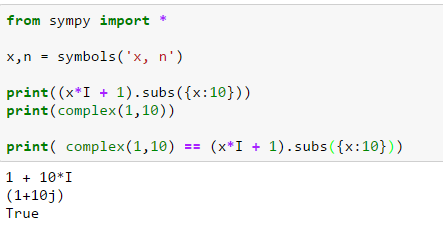 from sympy import *
x,n = symbols('x, n')
print((x*I + 1).subs({x:10}))
print(complex(1,10))
print( complex(1,10) == (x*I + 1).subs({x:10}))
1 + 10*I
(1+10j)
True